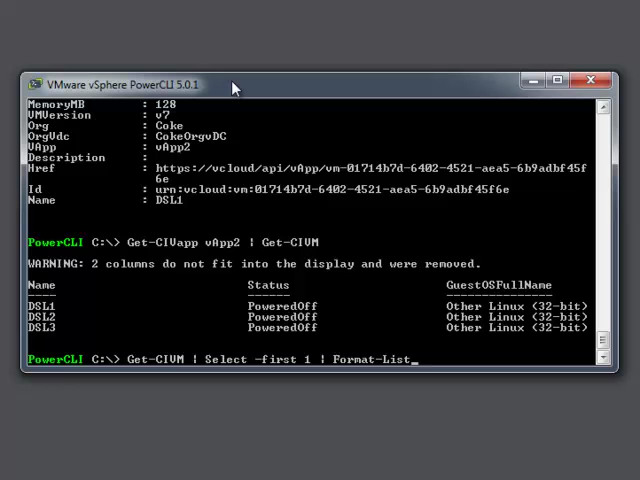 VMware vSphere PowerCLI 5.0.1
MemoryMB : 128
VMVersion : v7
Org : Coke
OrgVdc : CokeOrgvDC
VApp : vApp2
Description :
Href : https://vcloud/api/vApp/vm-01714b7d-6402-4521-aea5-6b9adbf45f
6e
Id : urn:vcloud:vm:01714b7d-6402-4521-aea5-6b9adbf45f6e
Name : DSL1
PowerCLI C:\> Get-CIVapp vApp2 | Get-CIVM
WARNING: 2 columns do not fit into the display and were removed.
Name Status GuestOSFullName
---- ------ ---------------
DSL1 PoweredOff Other Linux (32-bit)
DSL2 PoweredOff Other Linux (32-bit)
DSL3 PoweredOff Other Linux (32-bit)
PowerCLI C:\> Get-CIVM | Select -first 1 | Format-List_